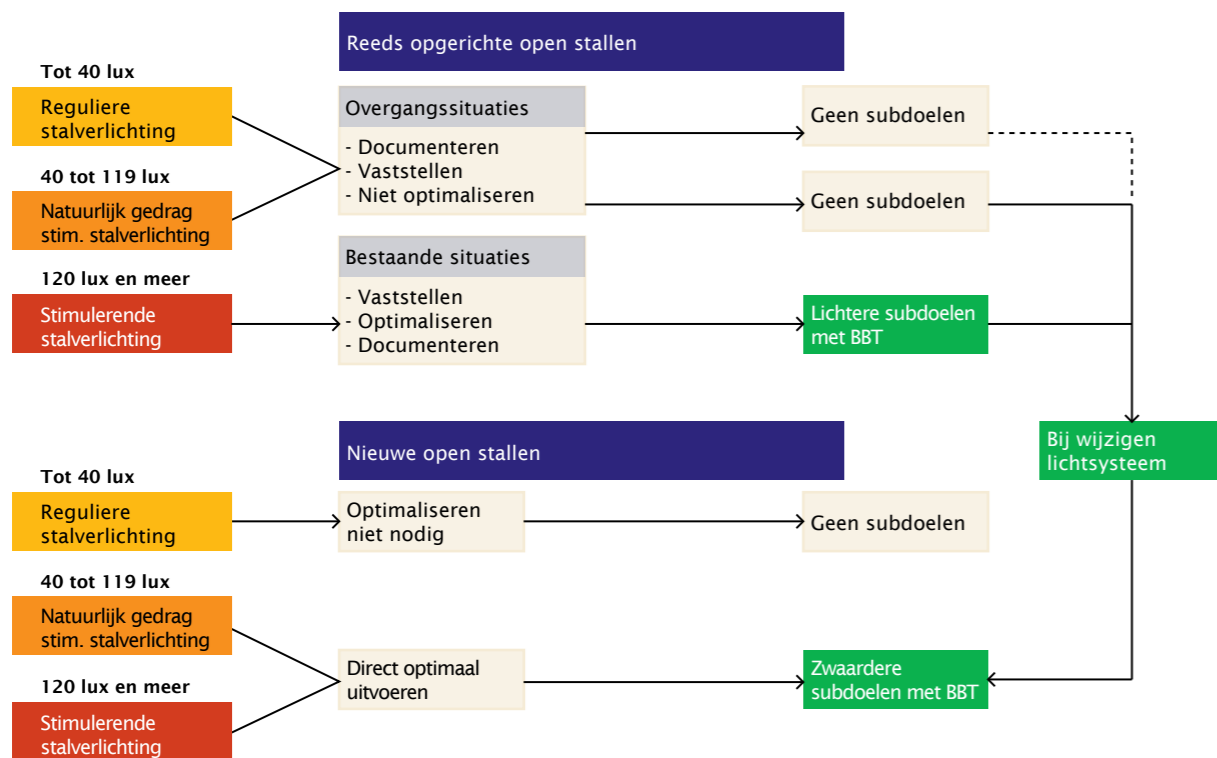 Reeds opgerichte open stallen
Tot 40 lux
Reguliere
stalverlichting
40 tot 119 lux
Natuurlijk gedrag
stim. stalverlichting
120 lux en meer
Stimulerende
stalverlichting
Overgangssituaties
- Documenteren
- Vaststellen
- Niet optimaliseren
Bestaande situaties
- Vaststellen
- Optimaliseren
- Documenteren
Geen subdoelen
Geen subdoelen
Lichtere subdoelen
met BBT
Bij wijzigen
lichtsysteem
Nieuwe open stallen
Tot 40 lux
Reguliere
stalverlichting
40 tot 119 lux
Natuurlijk gedrag
stim. stalverlichting
120 lux en meer
Stimulerende
stalverlichting
Optimaliseren
niet nodig
Geen subdoelen
Direct optimaal
uitvoeren
Zwaardere
subdoelen met BBT